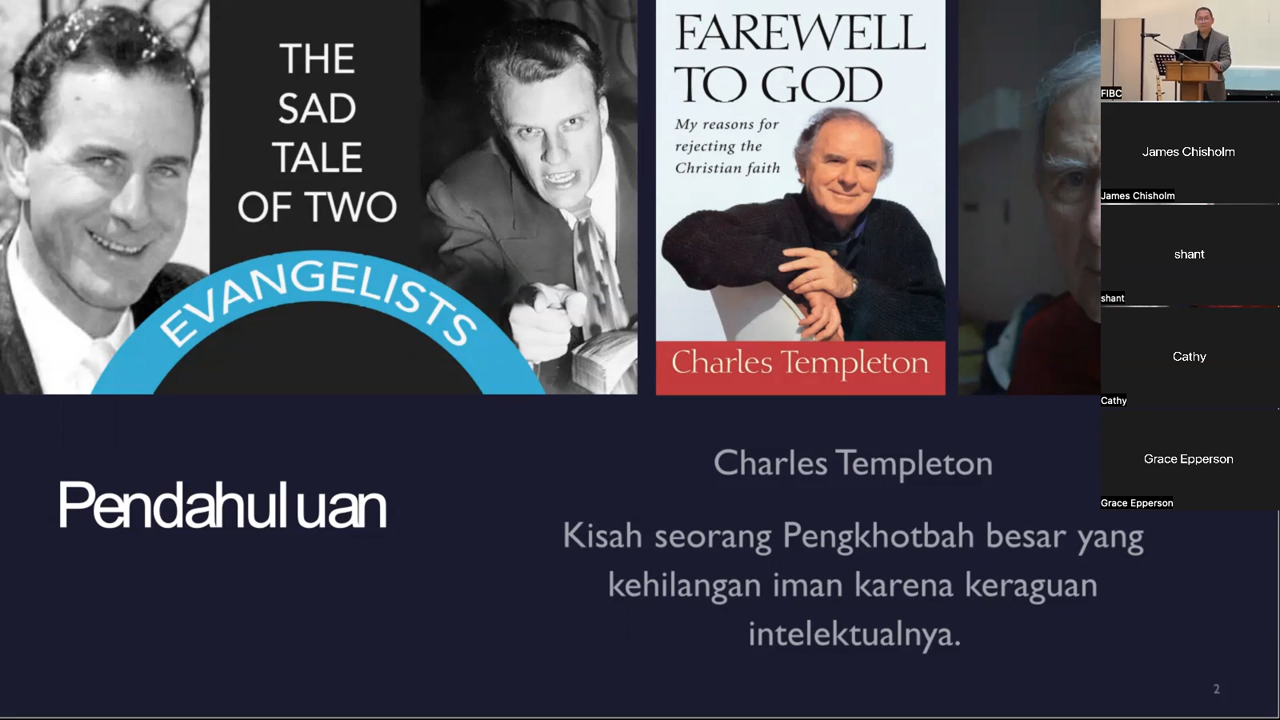 THE
SAD
TALE
OF TWO
EVANGELISTS
FAREWELL
TO GOD
My reasons for
rejecting the
Christian faith
Charles Templeton
Pendahuluan
Charles Templeton
Kisah seorang Pengkhotbah besar yang
kehilangan iman karena keraguan
intelektualnya.
2
FIBC
James Chisholm
James Chisholm
shant
shant
Cathy
Cathy
Grace Epperson
Grace Epperson